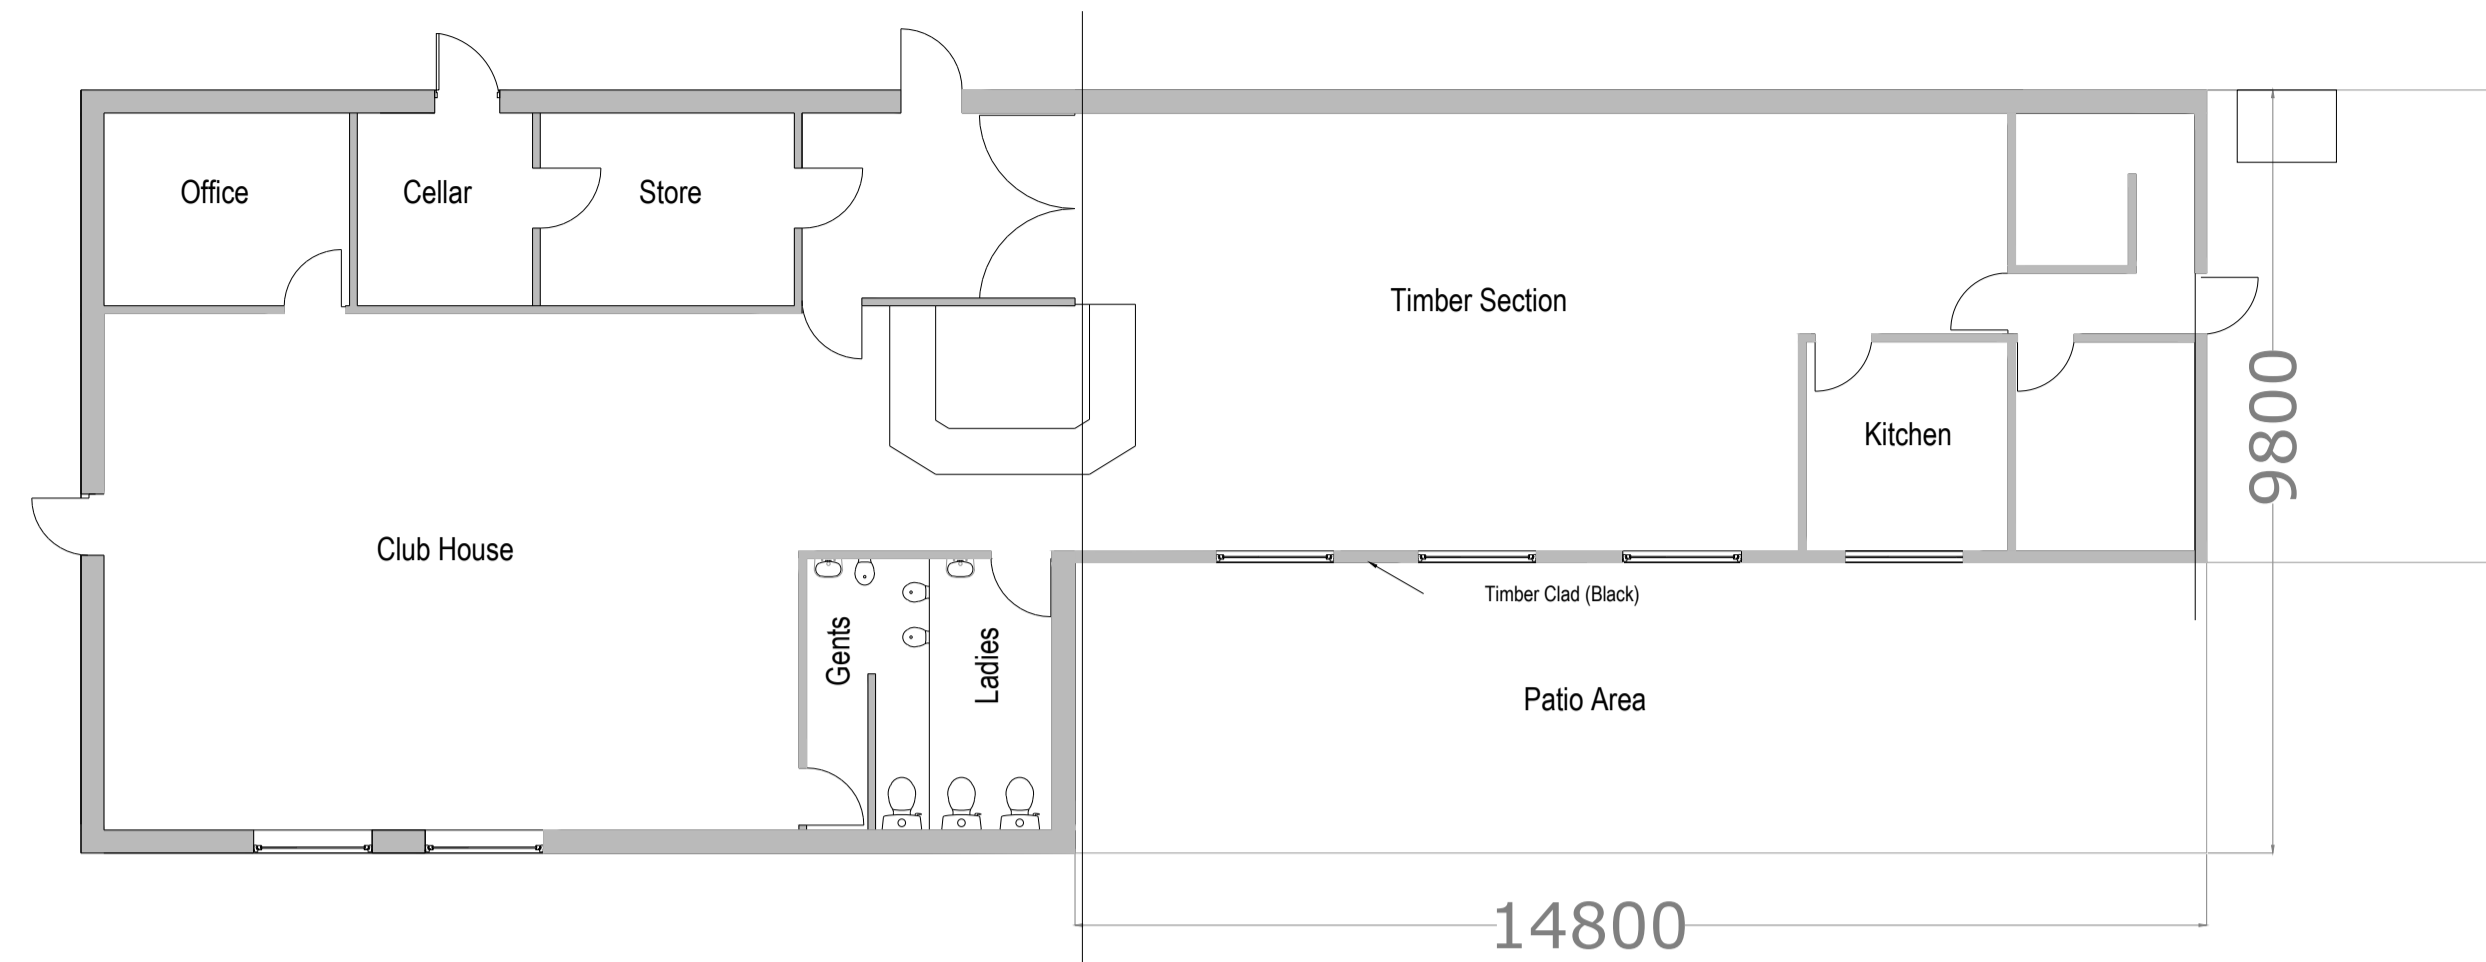 Office
Cellar
Store
Timber Section
9800
Kitchen
Club House
Timber Clad (Black)
Gents
Ladies
Patio Area
14800